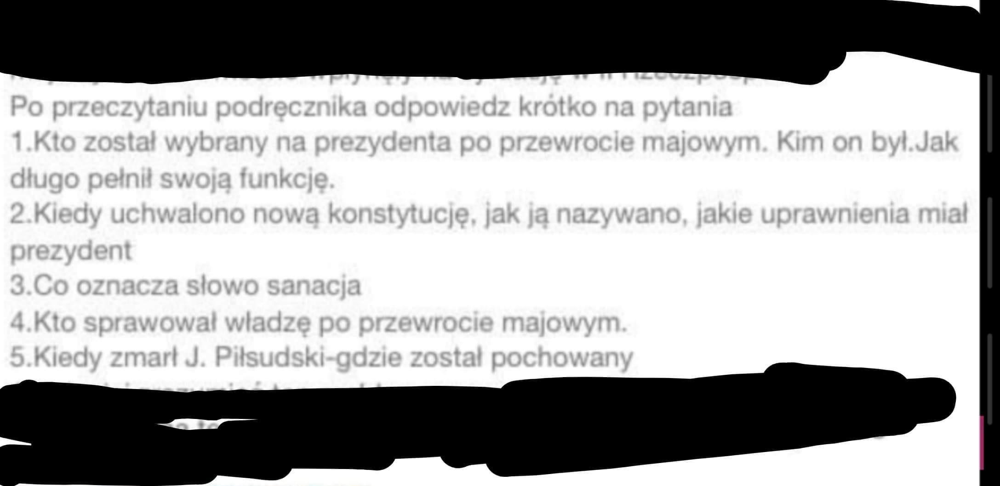 Po przeczytaniu podręcznika odpowiedz krótko na pytania
1.Kto został wybrany na prezydenta po przewrocie majowym. Kim on był.Jak
długo pełnił swoją funkcję.
2.Kiedy uchwalono nową konstytucję, jak ją nazywano, jakie uprawnienia miał
prezydent
3.Co oznacza słowo sanacja
4.Kto sprawował władzę po przewrocie majowym.
5.Kiedy zmarł J. Piłsudski-gdzie został pochowany